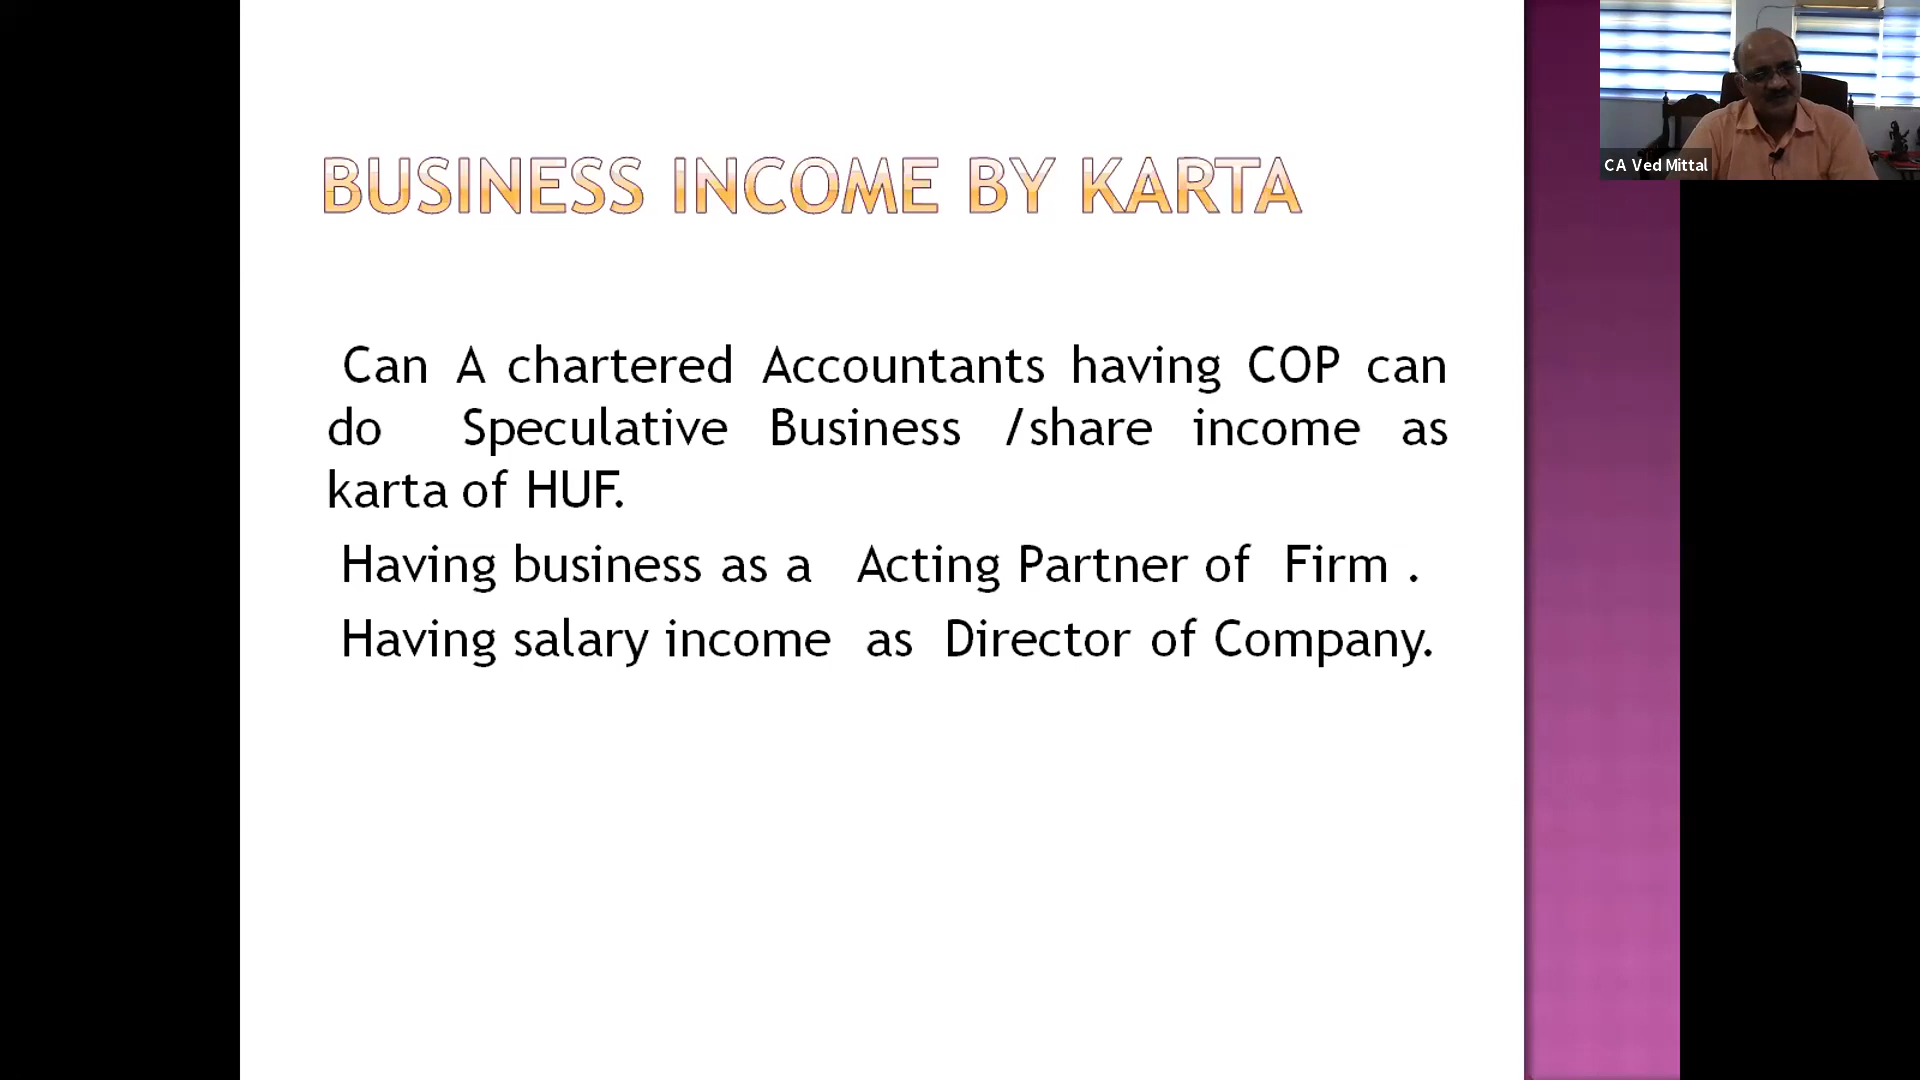 BUSINESS INCOME BY KARTA
Can A chartered Accountants having COP can
do Speculative Business /share income as
karta of HUF.
Having business as a Acting Partner of Firm .
Having salary income as Director of Company.
CA Ved Mittal